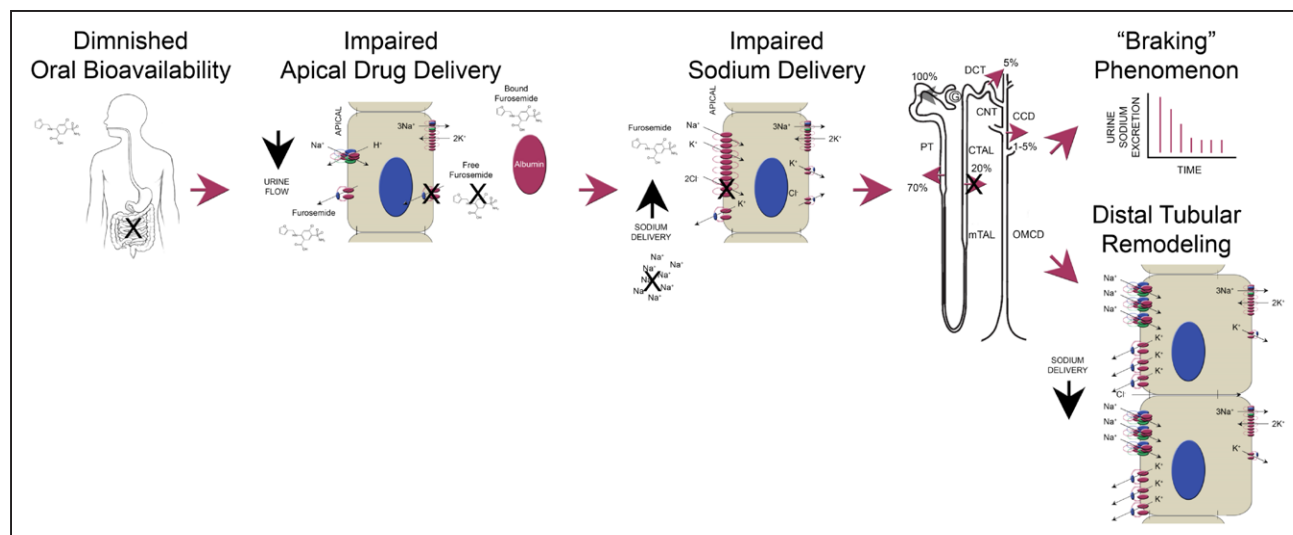 Dimnished
Oral Bioavailability
Impaired
Apical Drug Delivery
URINE
FLOW
APICAL
Na⁺
H⁺
3Na⁺
2K⁺
Furosemide
Free
Furosemide
Bound
Furosemide
Albumin
Impaired
Sodium Delivery
Furosemide
SODIUM
DELIVERY
Na⁺
Na⁺
Na⁺
Na⁺
Na⁺
Na⁺
APICAL
Na⁺
K⁺
2Cl⁻
K⁺
3Na⁺
2K⁺
K⁺
Cl⁻
100%
G
DCT
5%
CNT
CCD
1-5%
PT
CTAL
20%
70%
mTAL
OMCD
“Braking”
Phenomenon
URINE
SODIUM
EXCRETION
TIME
Distal Tubular
Remodeling
SODIUM
DELIVERY
Na⁺
Na⁺
Na⁺
K⁺
K⁺
K⁺
3Na⁺
2K⁺
K⁺
Cl⁻
Na⁺
Na⁺
Na⁺
K⁺
K⁺
K⁺
3Na⁺
2K⁺
K⁺